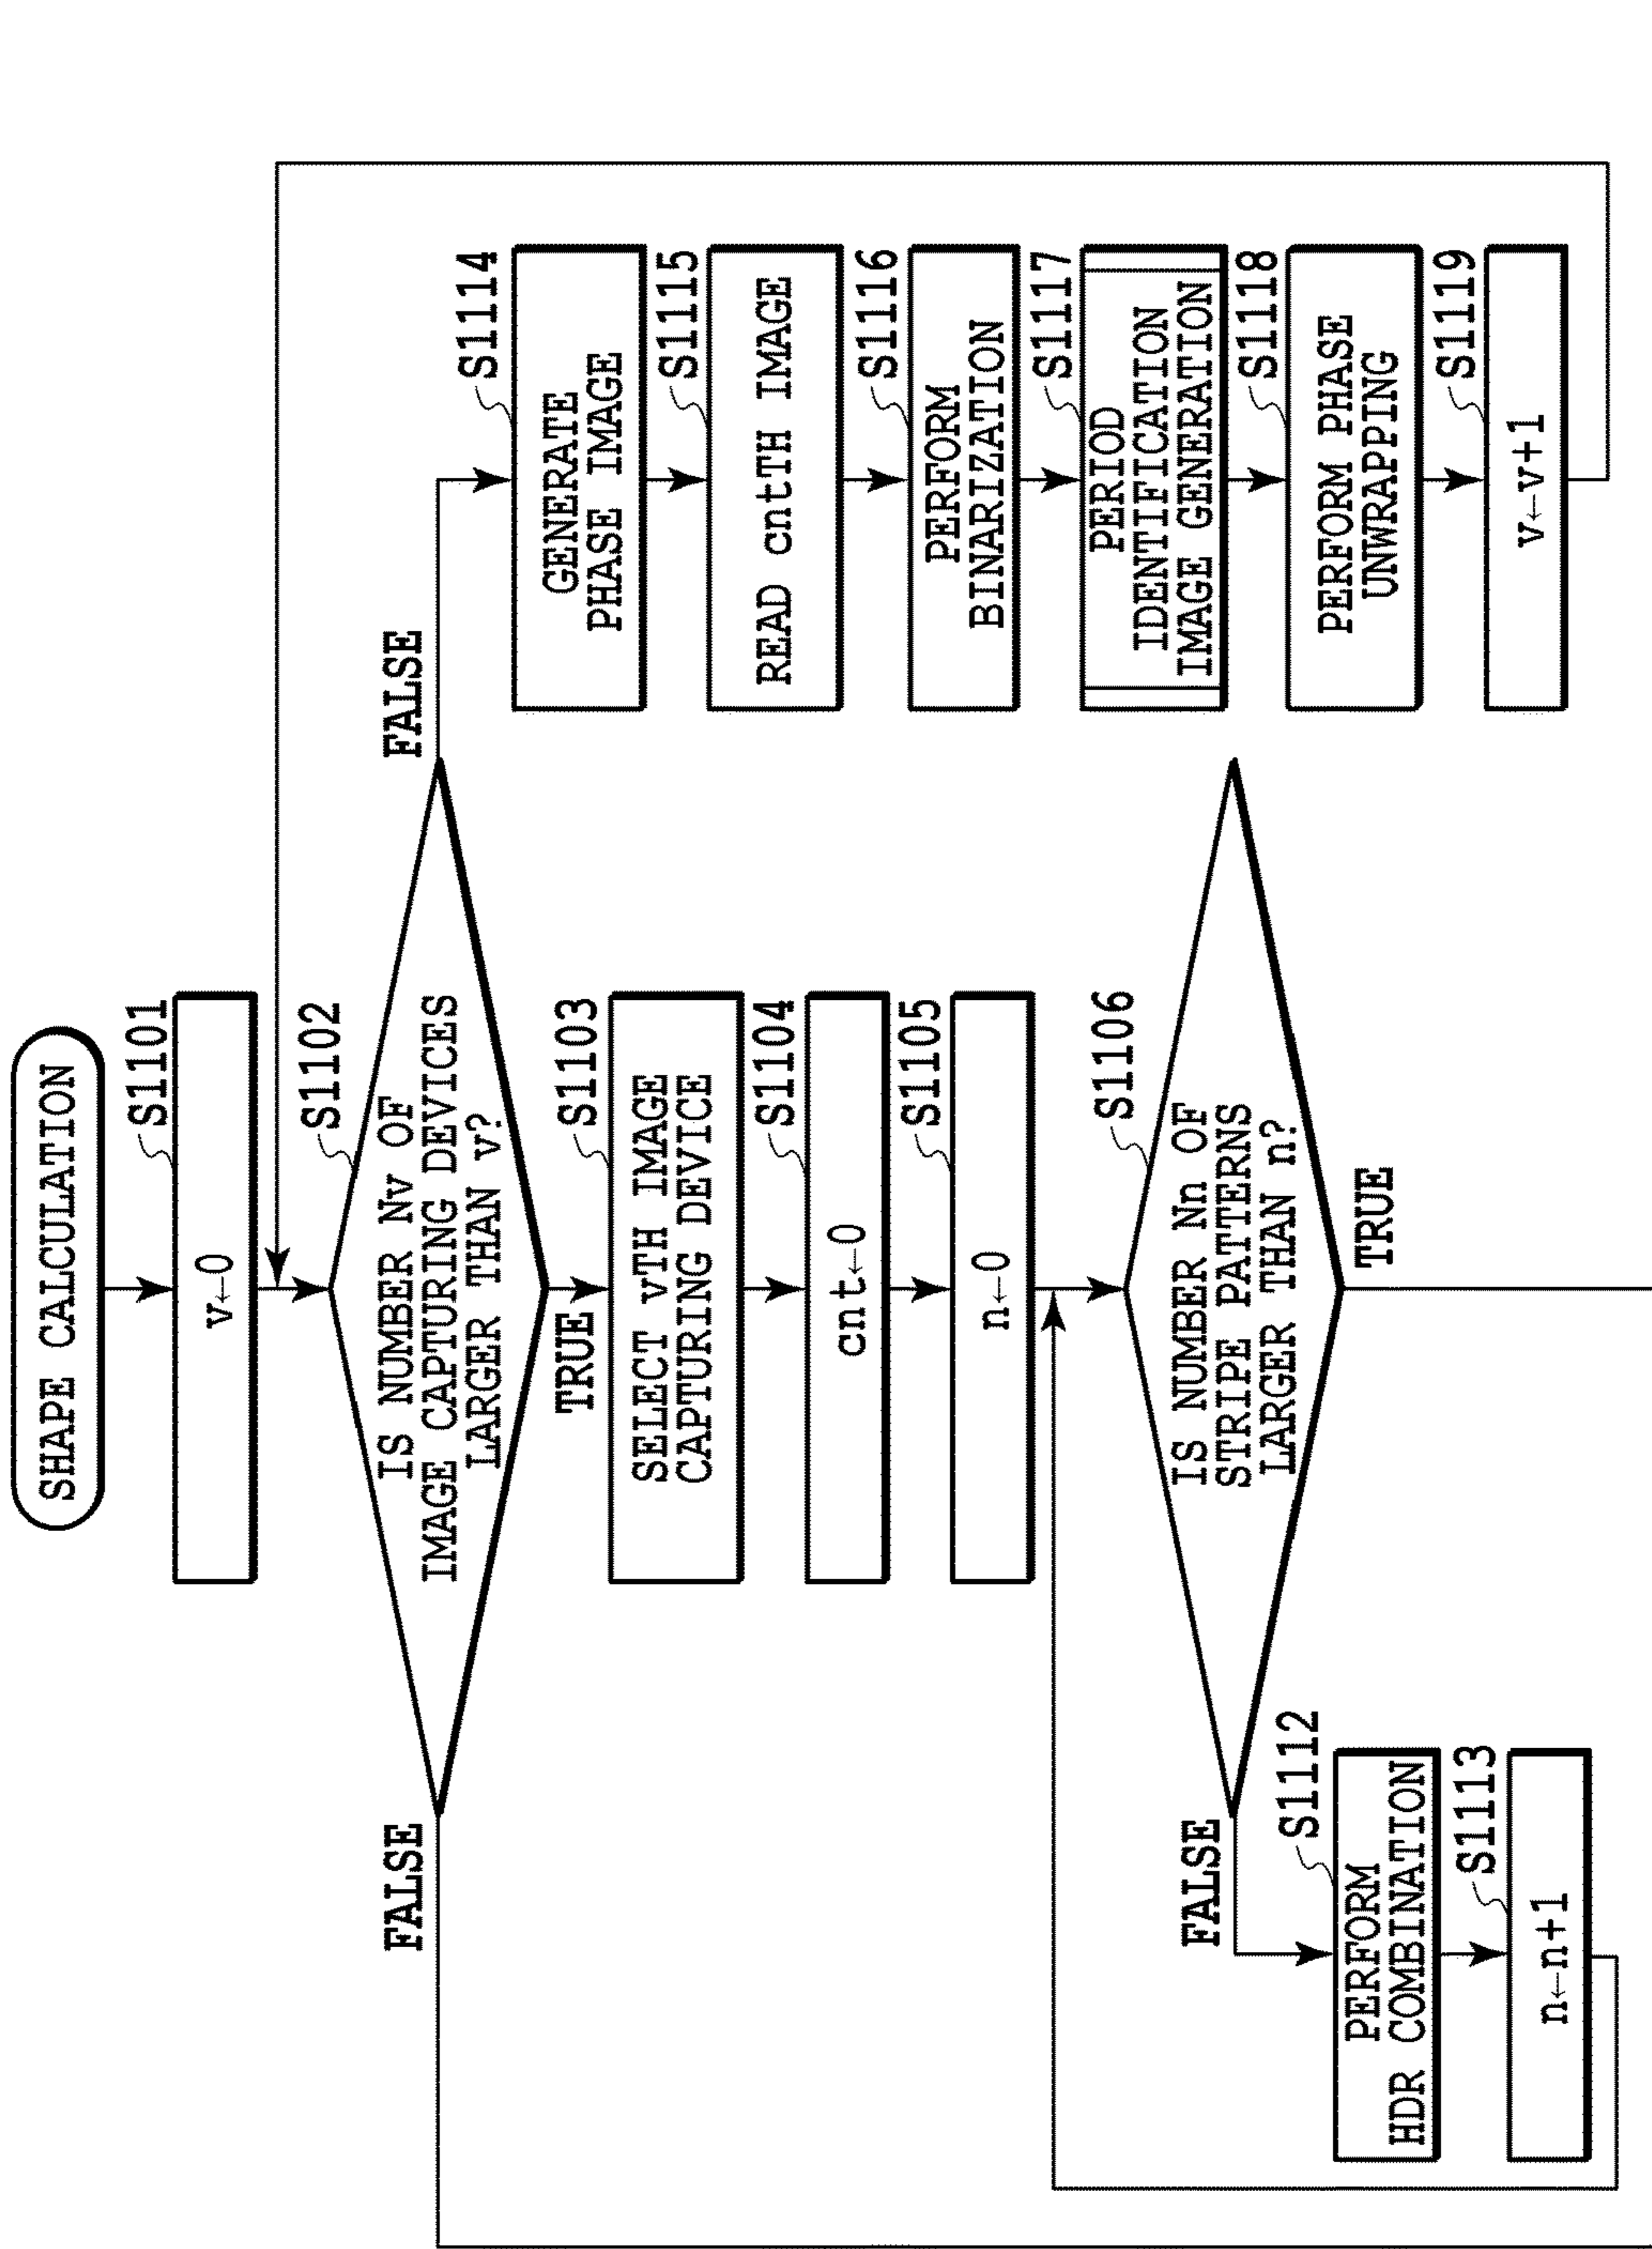 SHAPE CALCULATION
S1101
v←0
S1102
IS NUMBER Nv OF
IMAGE CAPTURING DEVICES
LARGER THAN v?
FALSE
FALSE
TRUE
S1103
SELECT vTH IMAGE
CAPTURING DEVICE
S1104
cnt←0
S1105
n←0
S1106
IS NUMBER Nn OF
STRIPE PATTERNS
LARGER THAN n?
TRUE
FALSE
S1112
PERFORM
HDR COMBINATION
S1113
n←n+1
S1114
GENERATE
PHASE IMAGE
S1115
READ cntTH IMAGE
S1116
PERFORM
BINARIZATION
S1117
PERIOD
IDENTIFICATION
IMAGE GENERATION
S1118
PERFORM PHASE
UNWRAPPING
S1119
v←v+1